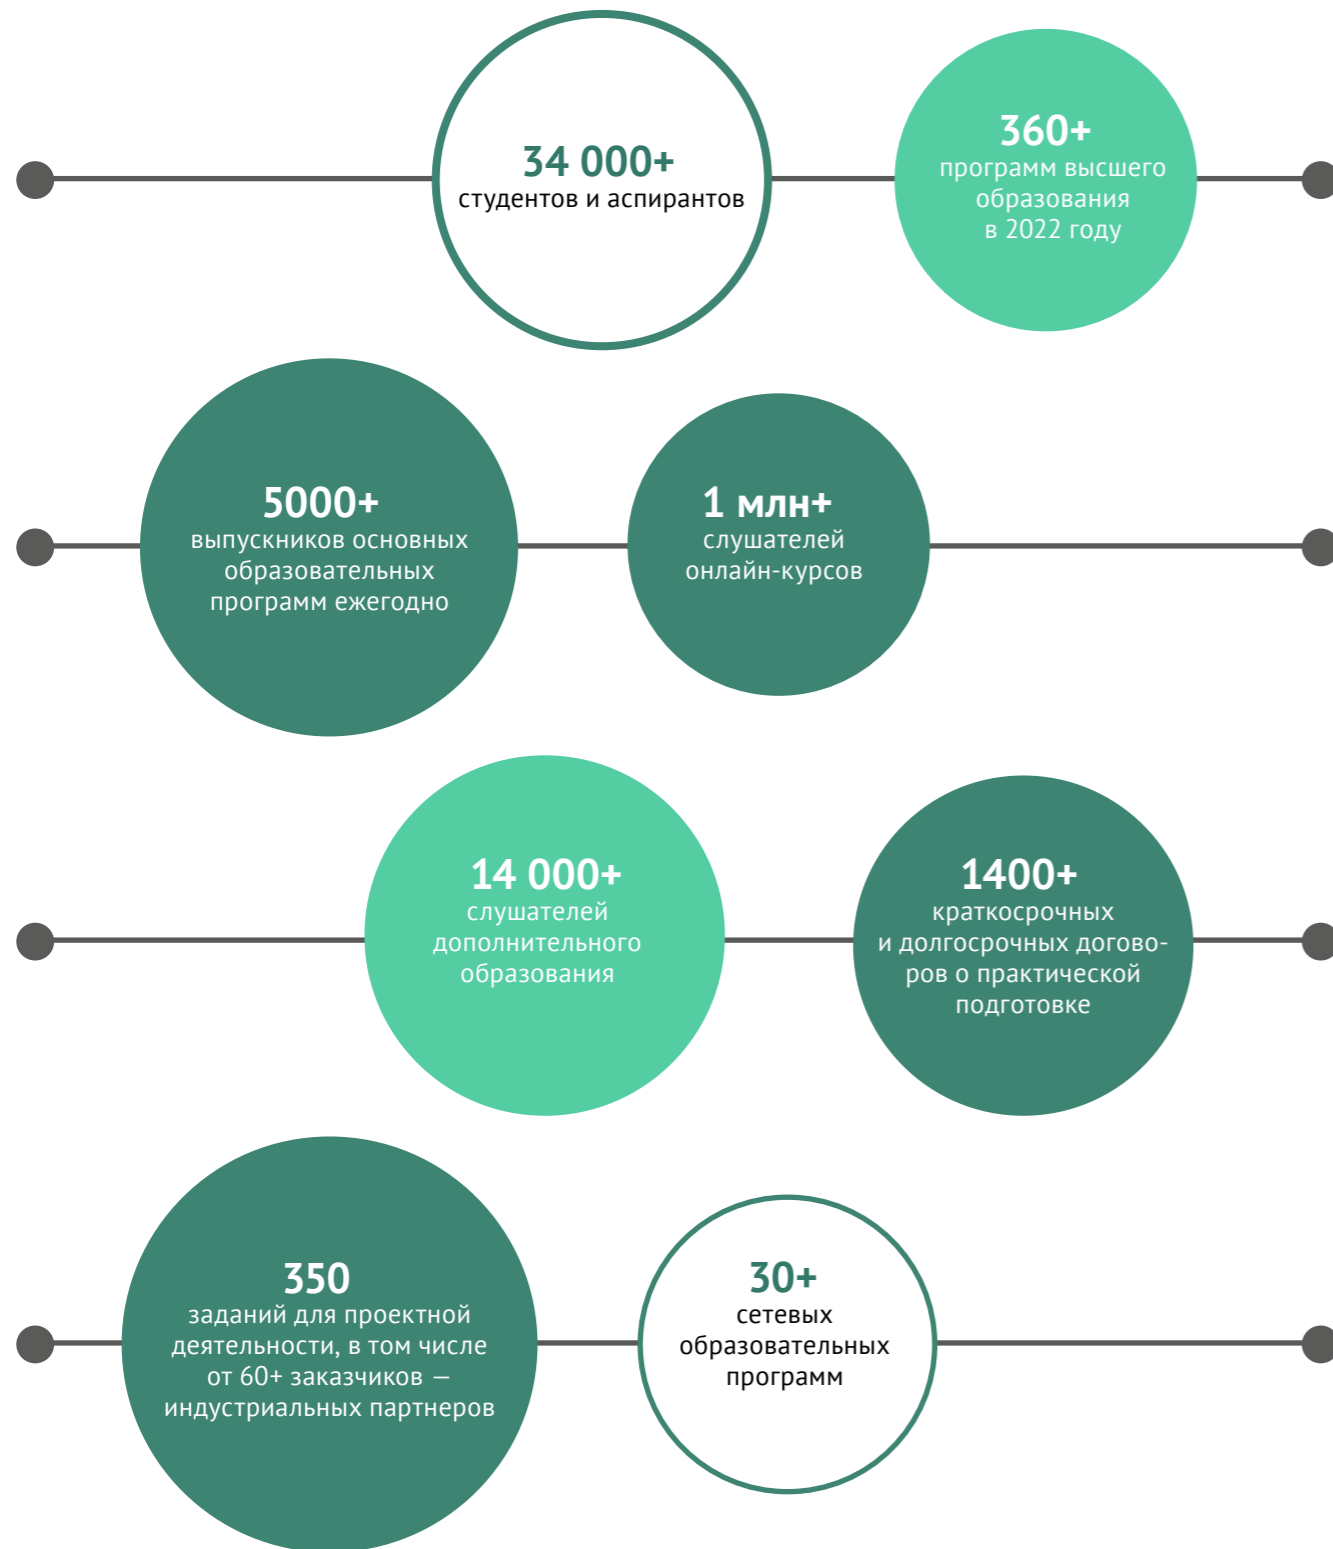 34 000+
студентов и аспирантов
360+
программ высшего
образования
в 2022 году
5000+
выпускников основных
образовательных
программ ежегодно
1 млн+
слушателей
онлайн-курсов
14 000+
слушателей
дополнительного
образования
1400+
краткосрочных
и долгосрочных догово-
ров о практической
подготовке
350
заданий для проектной
деятельности, в том числе
от 60+ заказчиков —
индустриальных партнеров
30+
сетевых
образовательных
программ